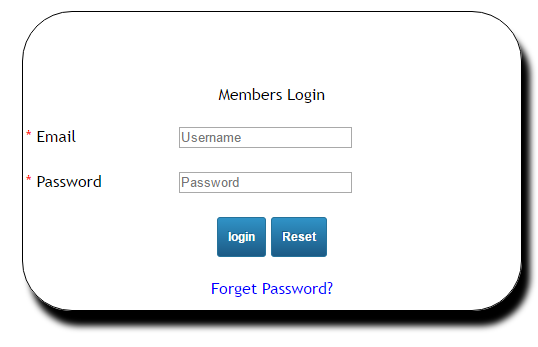 Members Login
* Email Username
* Password Password
login Reset
Forget Password?